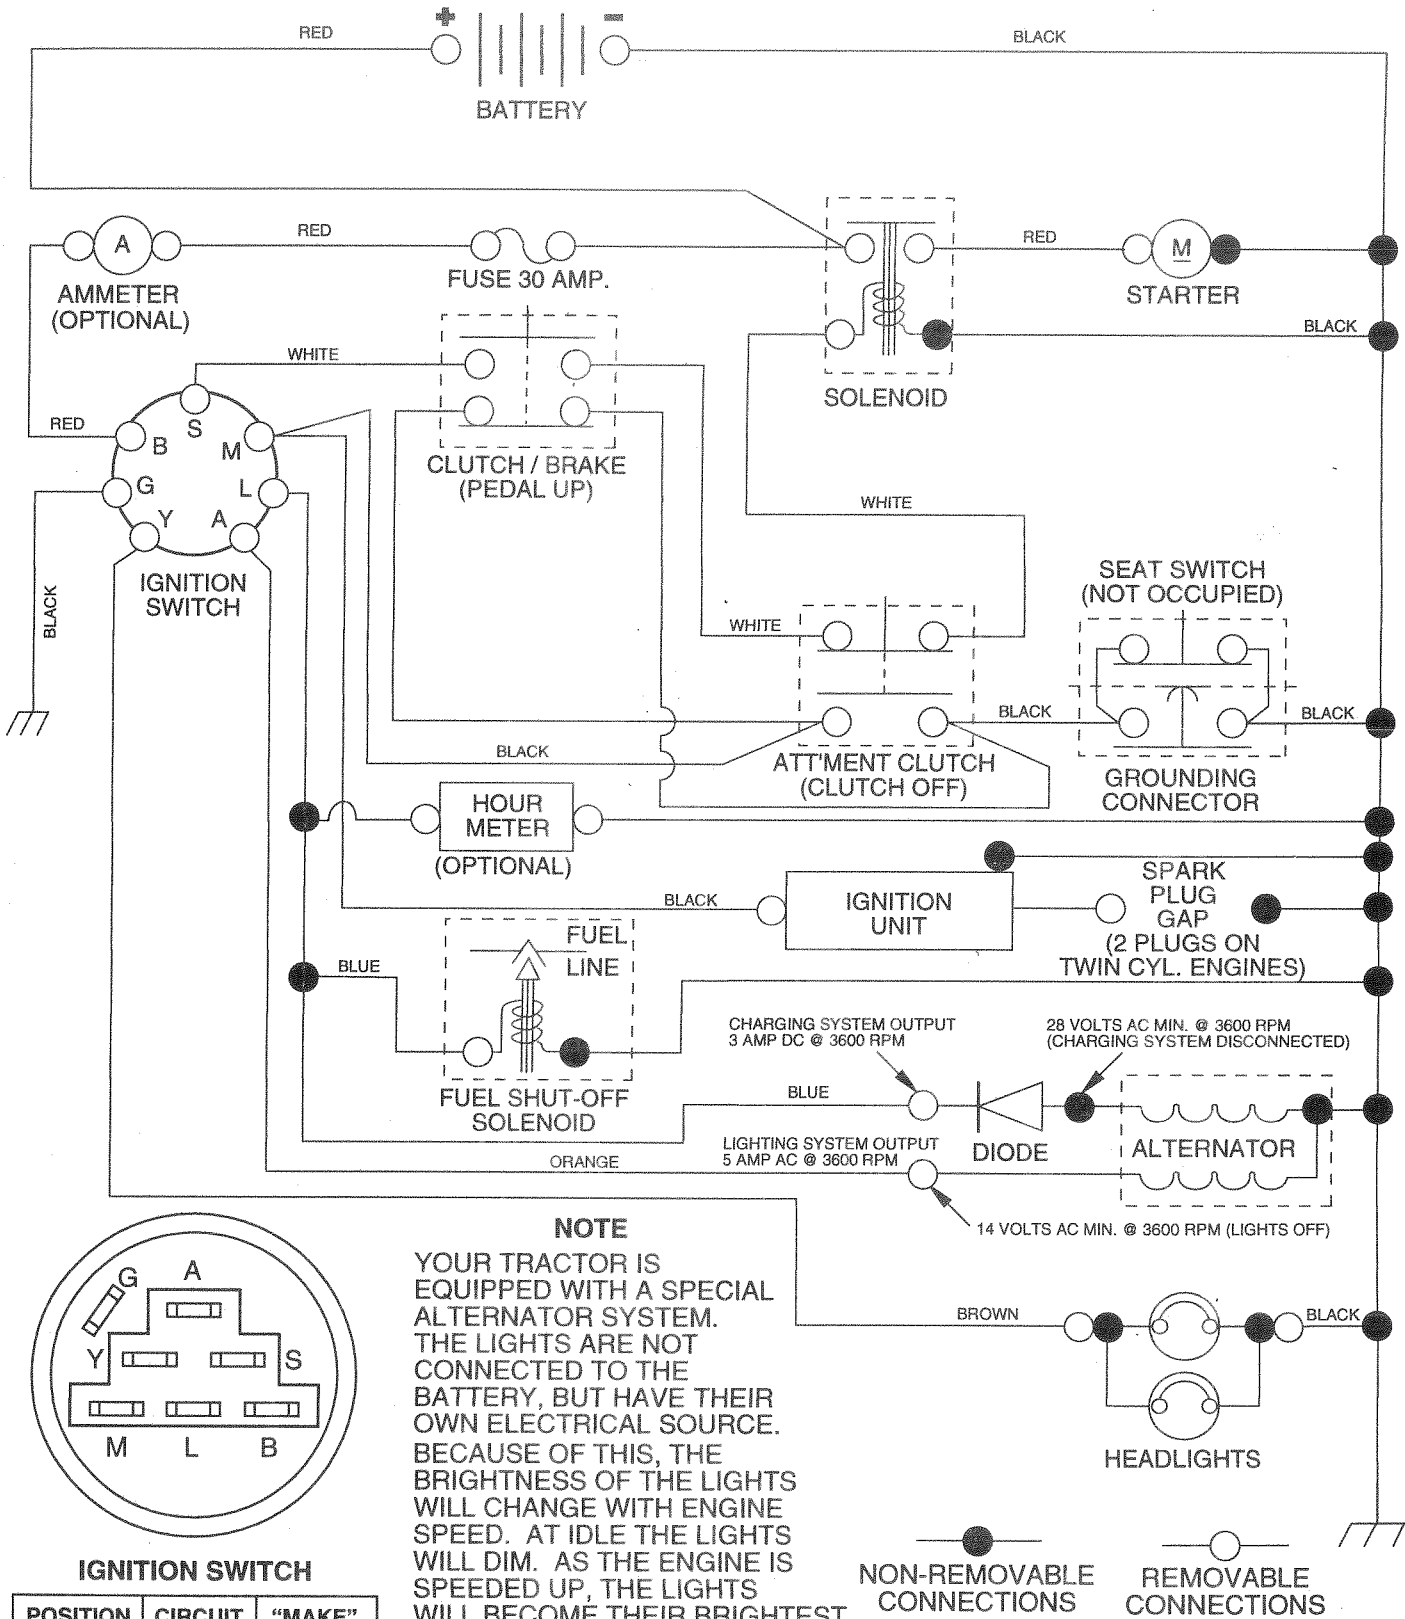 + -
RED
BLACK
BATTERY
RED
A
AMMETER
(OPTIONAL)
FUSE 30 AMP.
RED
M
STARTER
BLACK
SOLENOID
WHITE
CLUTCH / BRAKE
(PEDAL UP)
RED
S
B
M
G
L
Y
A
IGNITION
SWITCH
BLACK
WHITE
SEAT SWITCH
(NOT OCCUPIED)
WHITE
BLACK
BLACK
BLACK
ATT'MENT CLUTCH
(CLUTCH OFF)
GROUNDING
CONNECTOR
HOUR
METER
(OPTIONAL)
BLACK
IGNITION
UNIT
SPARK
PLUG
GAP
(2 PLUGS ON
TWIN CYL. ENGINES)
BLUE
FUEL
LINE
FUEL SHUT-OFF
SOLENOID
CHARGING SYSTEM OUTPUT
3 AMP DC @ 3600 RPM
28 VOLTS AC MIN. @ 3600 RPM
(CHARGING SYSTEM DISCONNECTED)
BLUE
DIODE
ALTERNATOR
LIGHTING SYSTEM OUTPUT
5 AMP AC @ 3600 RPM
ORANGE
14 VOLTS AC MIN. @ 3600 RPM (LIGHTS OFF)
BROWN
BLACK
HEADLIGHTS
G
A
Y
S
M
L
B
IGNITION SWITCH
POSITION CIRCUIT "MAKE"
NOTE
YOUR TRACTOR IS
EQUIPPED WITH A SPECIAL
ALTERNATOR SYSTEM.
THE LIGHTS ARE NOT
CONNECTED TO THE
BATTERY, BUT HAVE THEIR
OWN ELECTRICAL SOURCE.
BECAUSE OF THIS, THE
BRIGHTNESS OF THE LIGHTS
WILL CHANGE WITH ENGINE
SPEED. AT IDLE THE LIGHTS
WILL DIM. AS THE ENGINE IS
SPEEDED UP, THE LIGHTS
WILL BECOME THEIR BRIGHTEST
NON-REMOVABLE
CONNECTIONS
REMOVABLE
CONNECTIONS